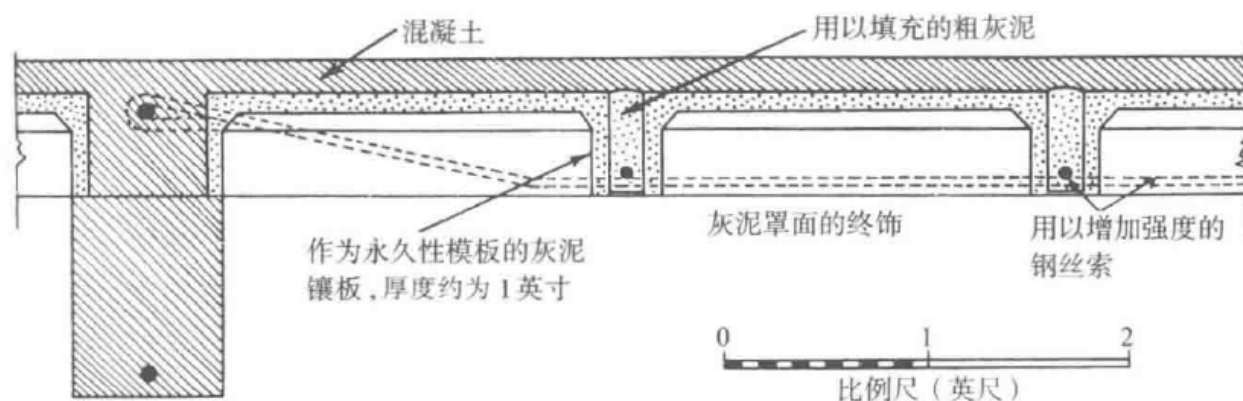 混凝土
用以填充的粗灰泥
作为永久性模板的灰泥
镶板，厚度约为 1 英寸
灰泥罩面的终饰
用以增加强度的
钢丝索
0 1 2
比例尺（英尺）